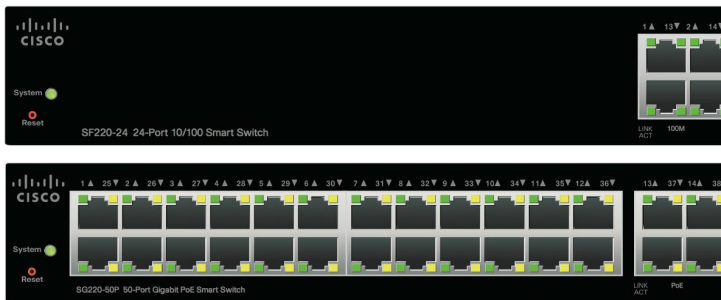 1▲ 13▼ 2▲ 14▼
CISCO
System
Reset
SF220-24 24-Port 10/100 Smart Switch
LINK
ACT
100M
1▲ 25▼ 2▲ 26▼ 3▲ 27▼ 4▲ 28▼ 5▲ 29▼ 6▲ 30▼ 7▲ 31▼ 8▲ 32▼ 9▲ 33▼ 10▲ 34▼ 11▲ 35▼ 12▲ 36▼ 13▲ 37▼ 14▲ 38
CISCO
System
Reset
SG220-50P 50-Port Gigabit PoE Smart Switch
LINK
ACT
PoE